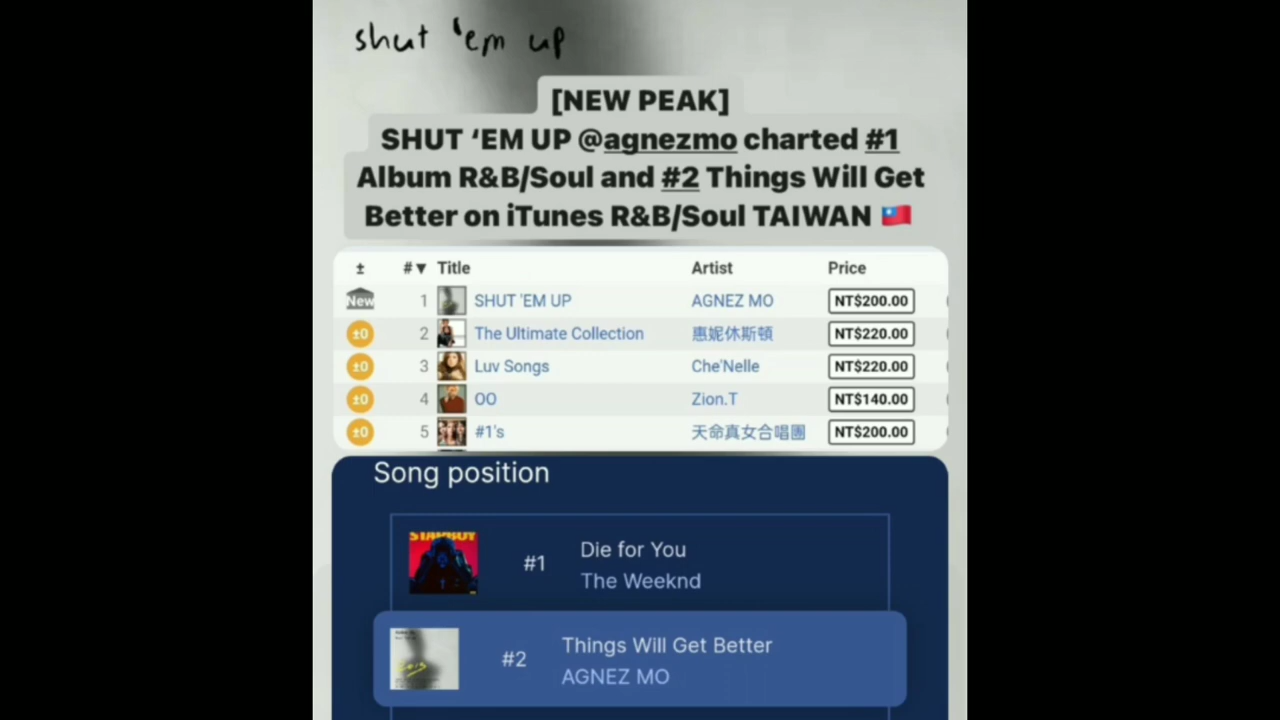 shut 'em up
[NEW PEAK]
SHUT ‘EM UP @agnezmo charted #1
Album R&B/Soul and #2 Things Will Get
Better on iTunes R&B/Soul TAIWAN 🇹🇼
± #▼ Title Artist Price
New 1 SHUT 'EM UP AGNEZ MO NT$200.00
±0 2 The Ultimate Collection 惠妮休斯頓 NT$220.00
±0 3 Luv Songs Che'Nelle NT$220.00
±0 4 OO Zion.T NT$140.00
±0 5 #1's 天命真女合唱團 NT$200.00
Song position
STARBOY
#1 Die for You
The Weeknd
#2 Things Will Get Better
AGNEZ MO